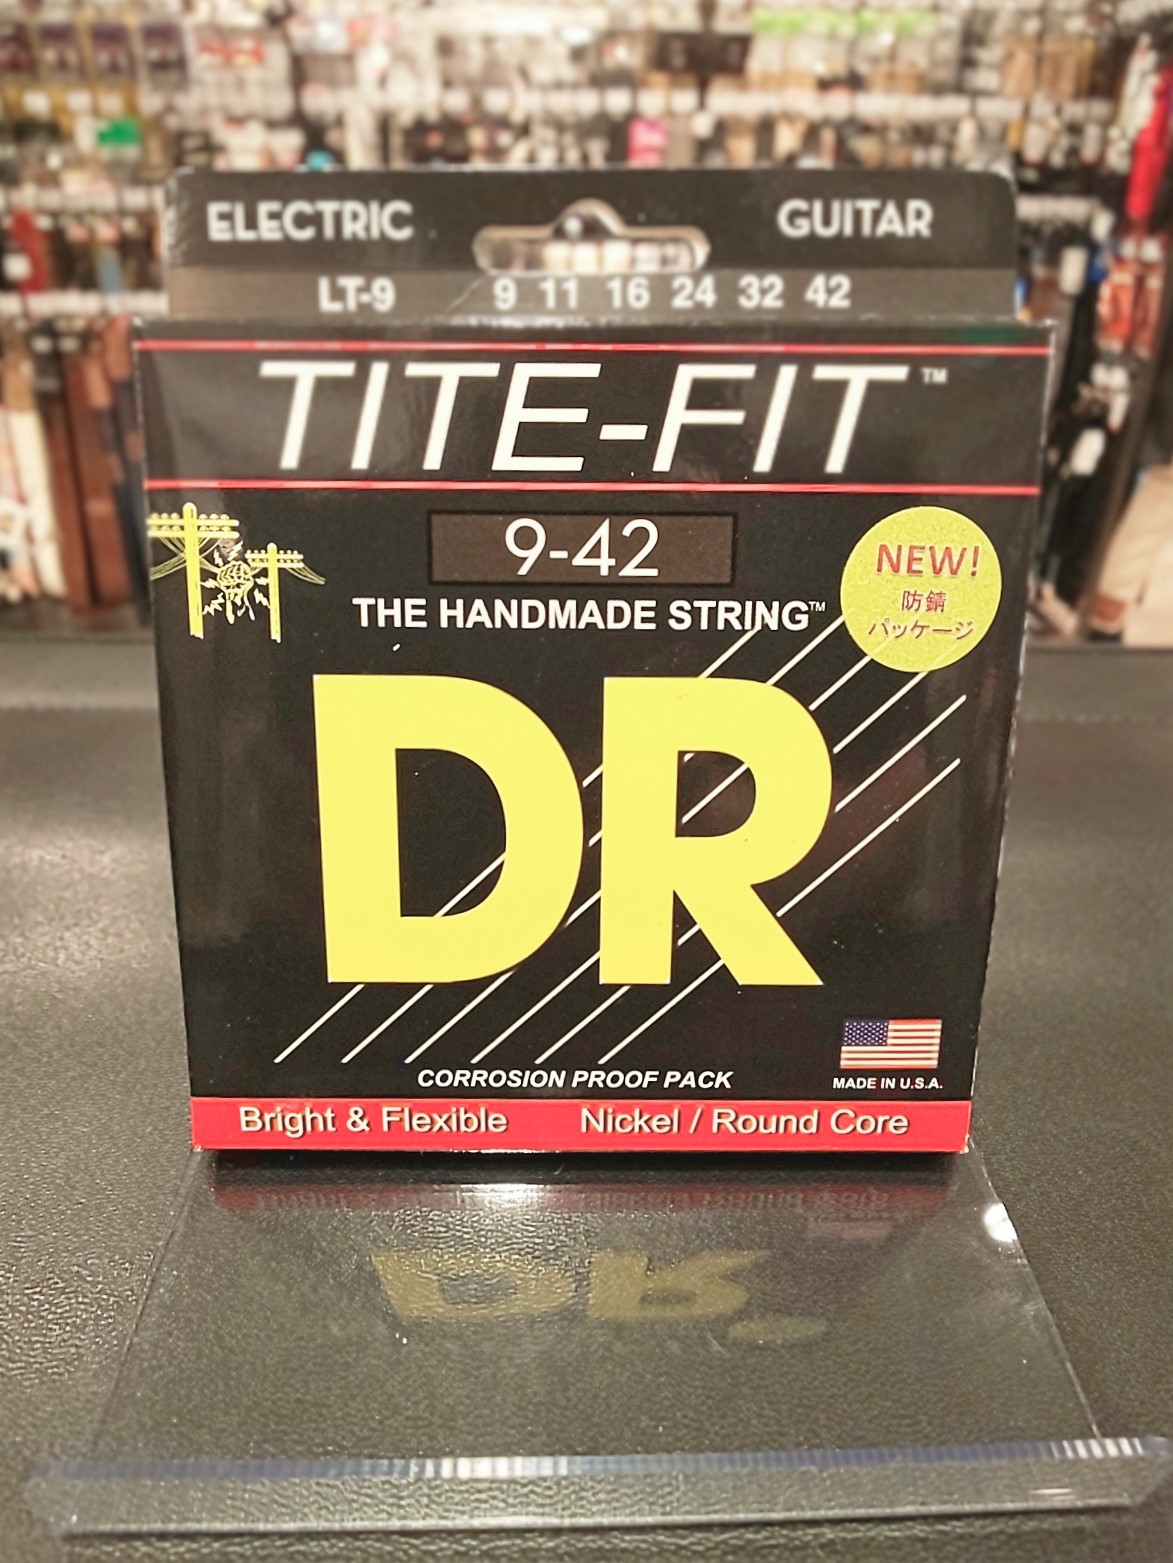 ELECTRIC GUITAR
LT-9 9 11 16 24 32 42
TITE-FIT™
9-42
THE HANDMADE STRING™
NEW!
防錆
パッケージ
DR
MADE IN U.S.A.
CORROSION PROOF PACK
Bright & Flexible Nickel / Round Core